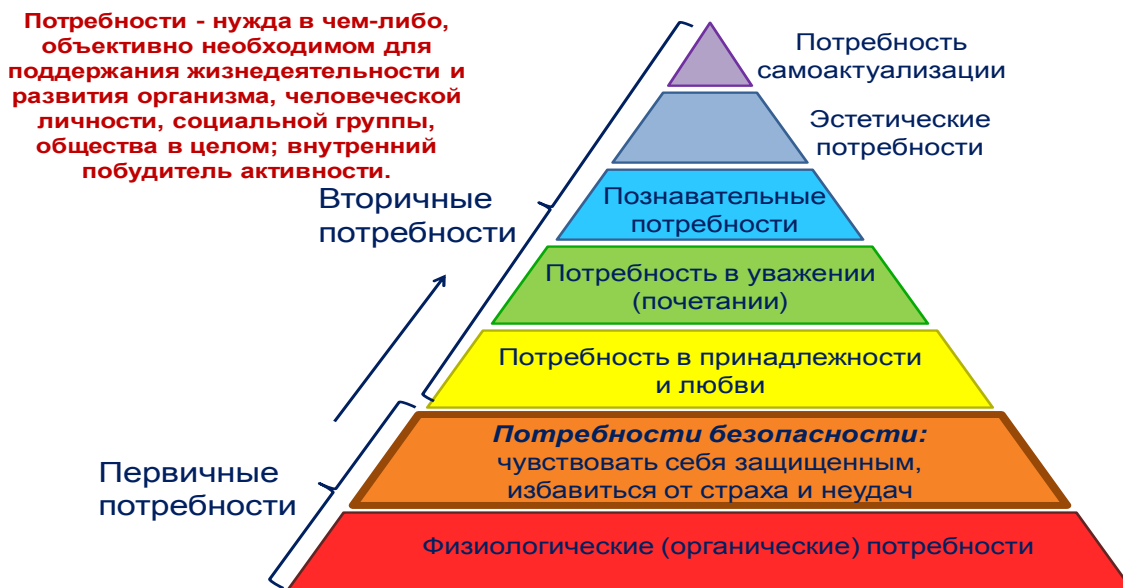 Потребности - нужда в чем-либо,
объективно необходимом для
поддержания жизнедеятельности и
развития организма, человеческой
личности, социальной группы,
общества в целом; внутренний
побудитель активности.
Потребность
самоактуализации
Эстетические
потребности
Вторичные
потребности
Познавательные
потребности
Потребность в уважении
(почетании)
Потребность в принадлежности
и любви
Первичные
потребности
Потребности безопасности:
чувствовать себя защищенным,
избавиться от страха и неудач
Физиологические (органические) потребности